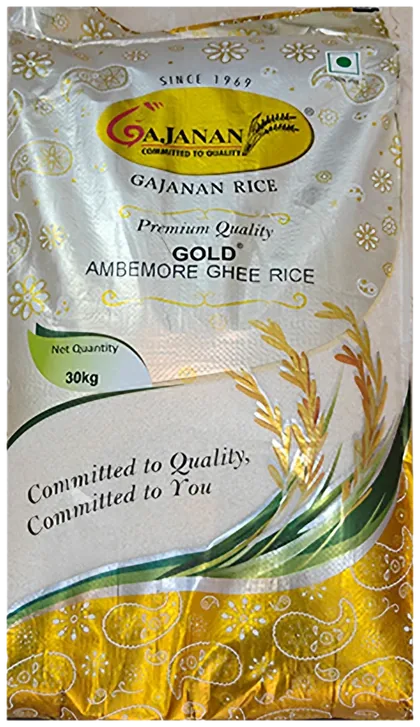 SINCE 1969
GAJANAN
COMMITTED TO QUALITY
®
GAJANAN RICE
Premium Quality
GOLD®
AMBEMORE GHEE RICE
Net Quantity
30kg
Committed to Quality,
Committed to You